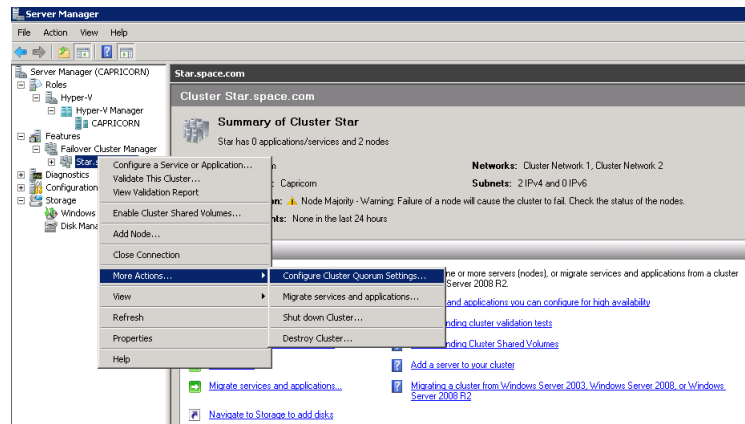 Server Manager
File Action View Help
Server Manager (CAPRICORN)
Roles
Hyper-V
Hyper-V Manager
CAPRICORN
Features
Failover Cluster Manager
Star.s
Diagnostics
Configuration
Storage
Windows
Disk Mana
Star.space.com
Cluster Star.space.com
Summary of Cluster Star
Star has 0 applications/services and 2 nodes
Networks: Cluster Network 1, Cluster Network 2
: Capricorn
Subnets: 2 IPv4 and 0 IPv6
on: Node Majority - Warning: Failure of a node will cause the cluster to fail. Check the status of the nodes.
nts: None in the last 24 hours
Configure a Service or Application...
Validate This Cluster...
View Validation Report
Enable Cluster Shared Volumes...
Add Node...
Close Connection
More Actions...
View
Refresh
Properties
Help
Configure Cluster Quorum Settings...
Migrate services and applications...
Shut down Cluster...
Destroy Cluster...
ne or more servers (nodes), or migrate services and applications from a cluster
Server 2008 R2.
and applications you can configure for high availability
nding cluster validation tests
nding Cluster Shared Volumes
Add a server to your cluster
Migrate services and applications...
Migrating a cluster from Windows Server 2003, Windows Server 2008, or Windows
Server 2008 R2
Navigate to Storage to add disks